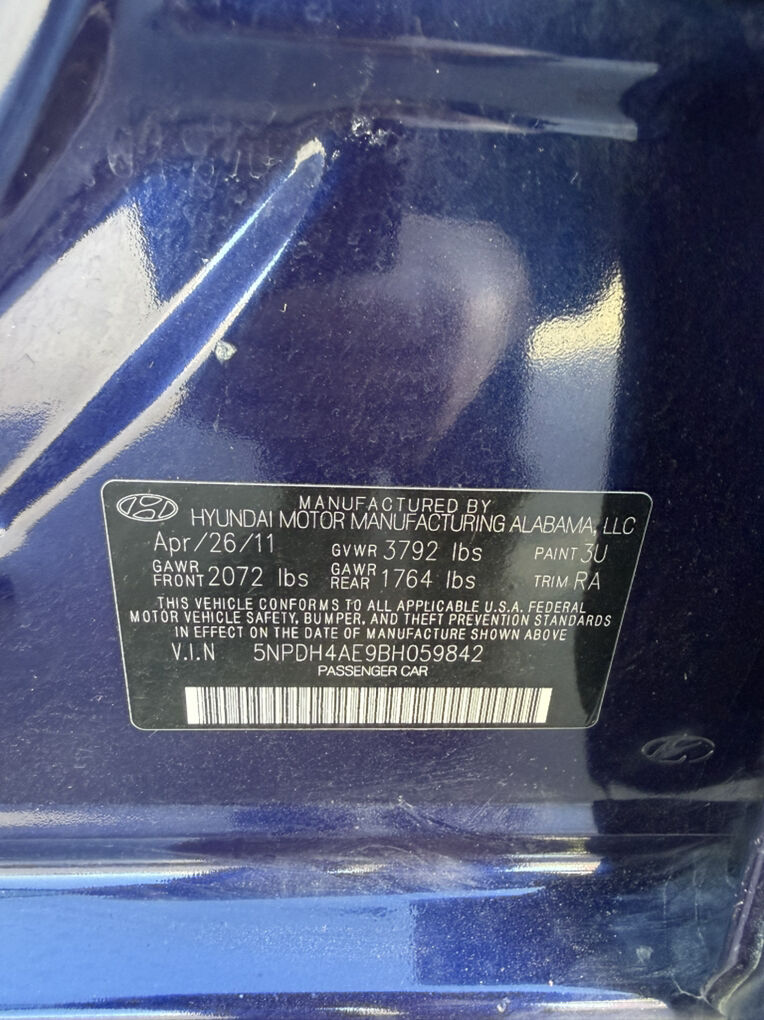 MANUFACTURED BY
HYUNDAI MOTOR MANUFACTURING ALABAMA, LLC
Apr/26/11 GVWR 3792 lbs PAINT 3U
GAWR FRONT 2072 lbs GAWR REAR 1764 lbs TRIM RA
THIS VEHICLE CONFORMS TO ALL APPLICABLE U.S.A. FEDERAL
MOTOR VEHICLE SAFETY, BUMPER, AND THEFT PREVENTION STANDARDS
IN EFFECT ON THE DATE OF MANUFACTURE SHOWN ABOVE
V.I.N 5NPDH4AE9BH059842
PASSENGER CAR